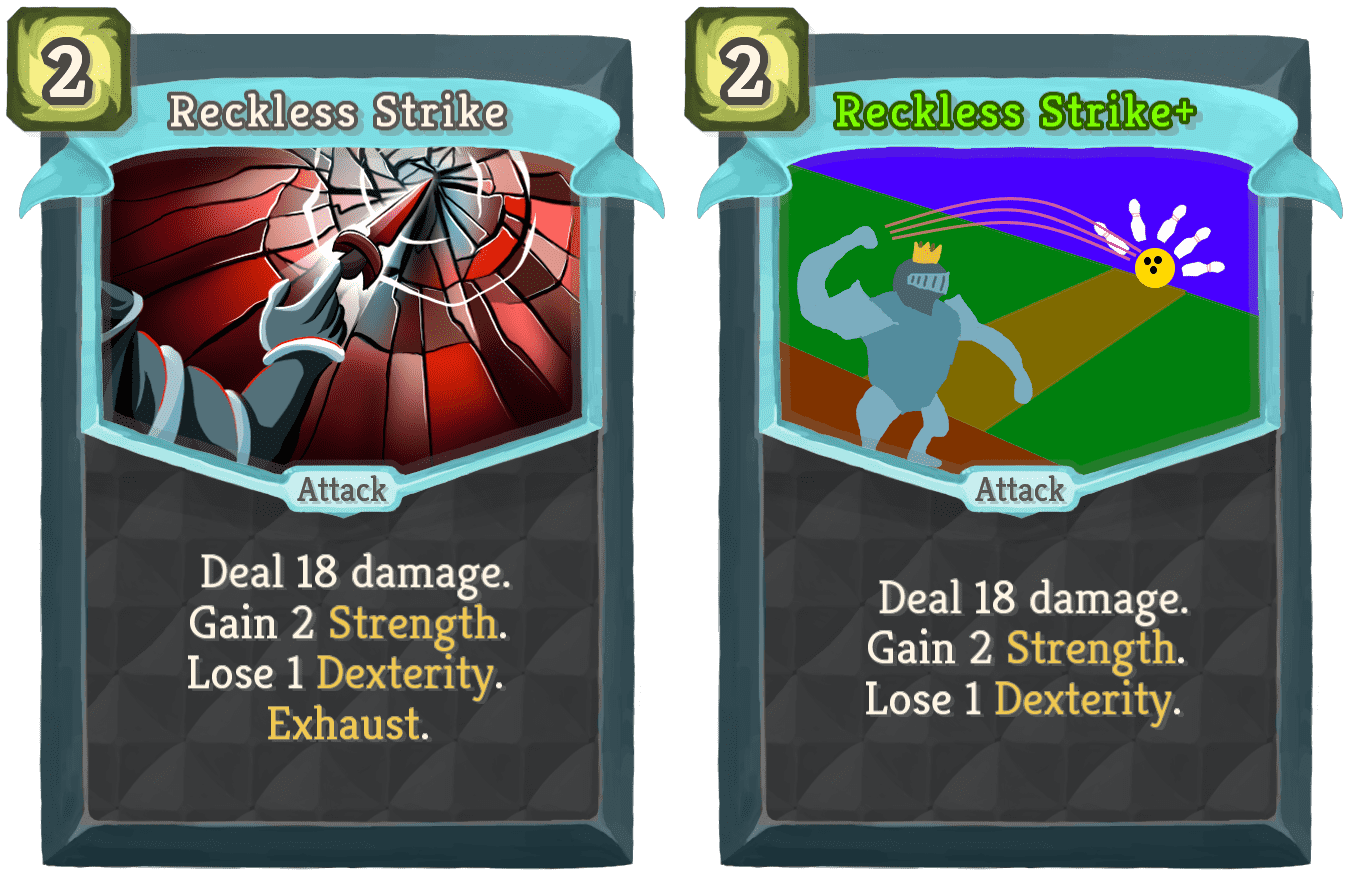 2
Reckless Strike
Attack
Deal 18 damage.
Gain 2 Strength.
Lose 1 Dexterity.
Exhaust.
2
Reckless Strike+
Attack
Deal 18 damage.
Gain 2 Strength.
Lose 1 Dexterity.